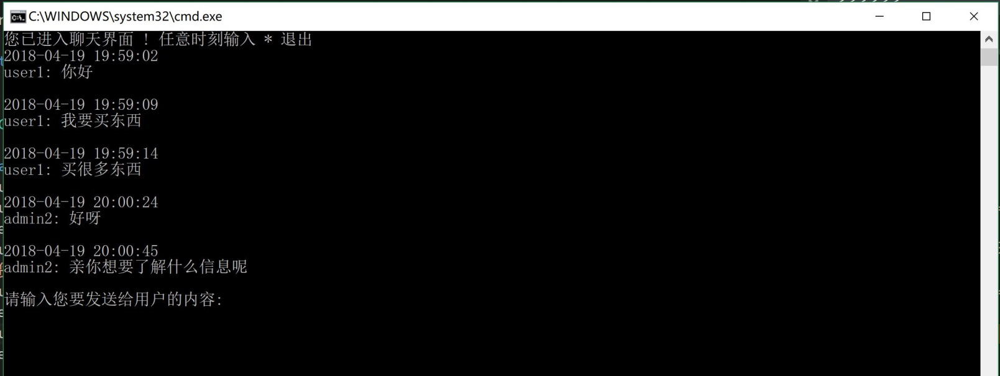 C:\WINDOWS\system32\cmd.exe
您已进入聊天界面 ! 任意时刻输入 * 退出
2018-04-19 19:59:02
user1: 你好
2018-04-19 19:59:09
user1: 我要买东西
2018-04-19 19:59:14
user1: 买很多东西
2018-04-19 20:00:24
admin2: 好呀
2018-04-19 20:00:45
admin2: 亲你想要了解什么信息呢
请输入您要发送给用户的内容: